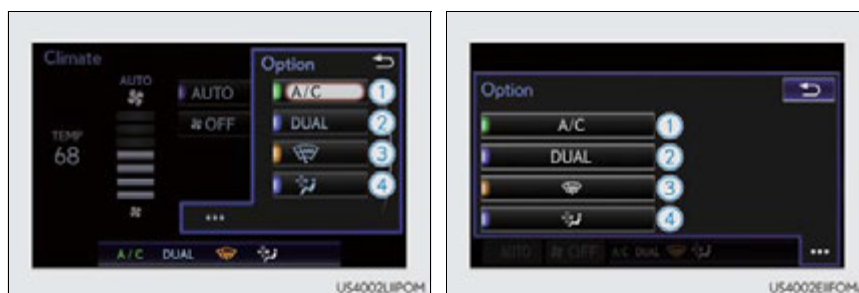 Climate
AUTO
TEMP
68
AUTO
OFF
...
A/C DUAL
Option
A/C 1
DUAL 2
3
4
US4002LIIPOM
Option
A/C 1
DUAL 2
3
4
AUTO OFF A/C DUAL
...